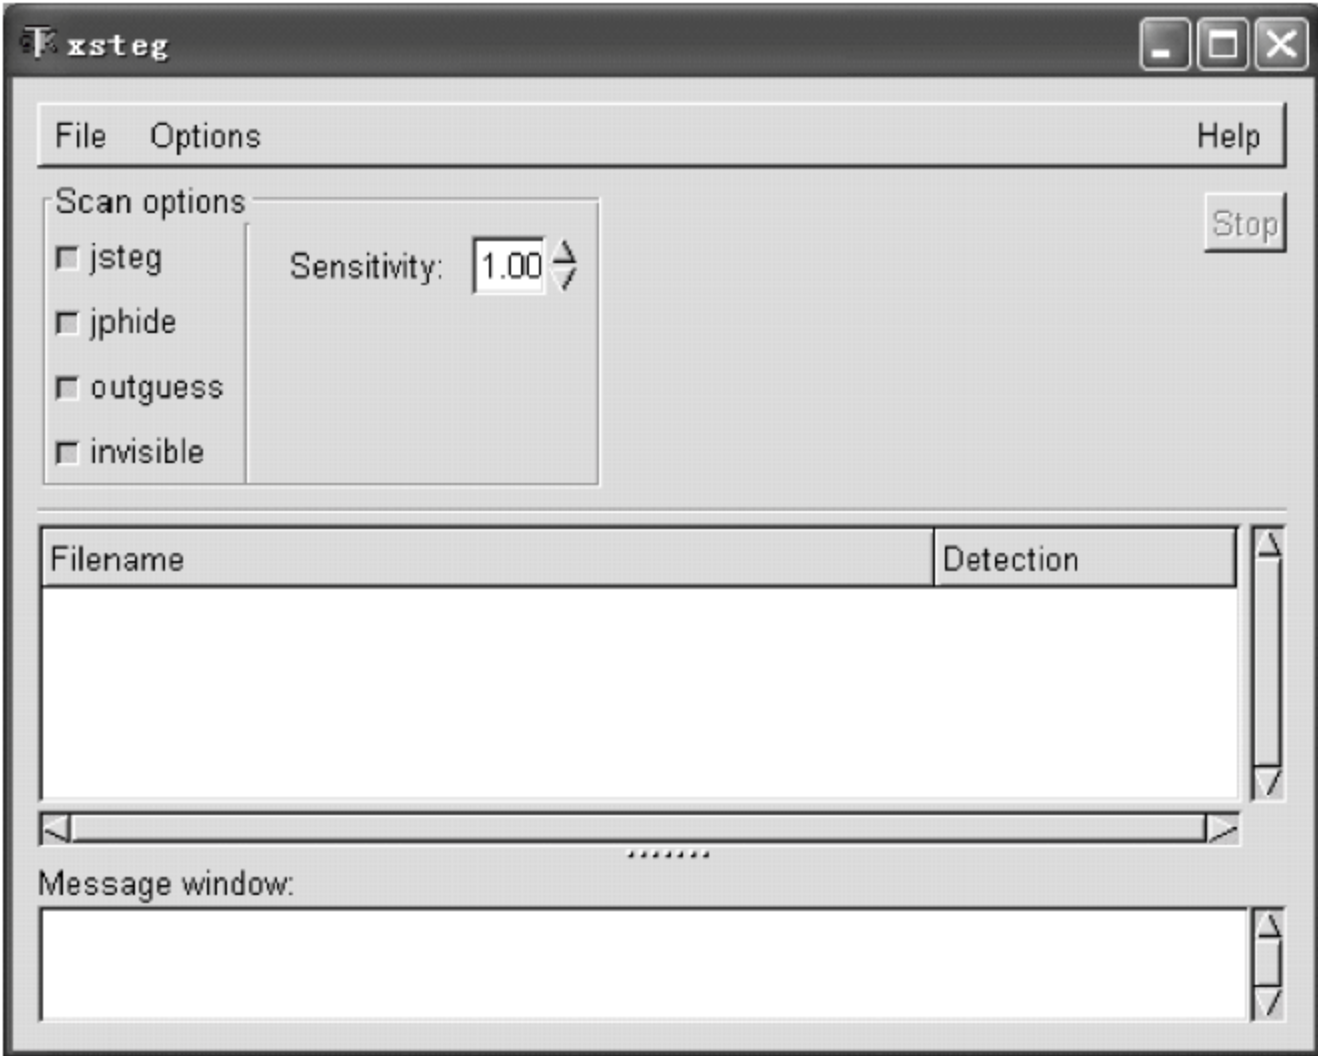 xsteg
File Options Help
Scan options
Stop
jsteg
Sensitivity: 1.00
jphide
outguess
invisible
Filename Detection
Message window: